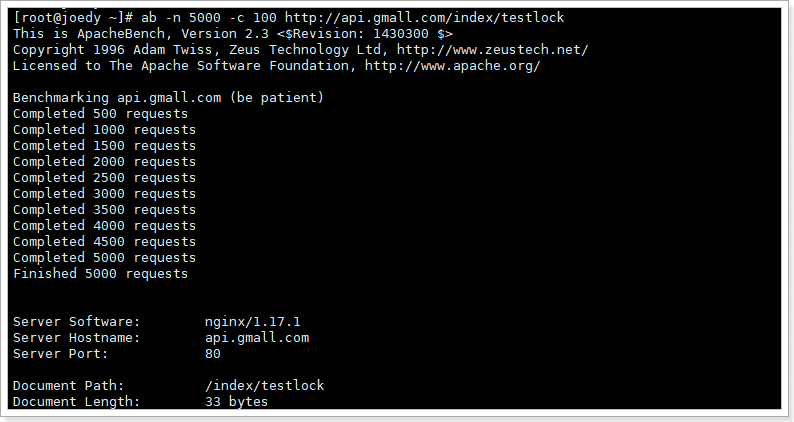 [root@joedy ~]# ab -n 5000 -c 100 http://api.gmall.com/index/testlock
This is ApacheBench, Version 2.3 <$Revision: 1430300 $>
Copyright 1996 Adam Twiss, Zeus Technology Ltd, http://www.zeustech.net/
Licensed to The Apache Software Foundation, http://www.apache.org/

Benchmarking api.gmall.com (be patient)
Completed 500 requests
Completed 1000 requests
Completed 1500 requests
Completed 2000 requests
Completed 2500 requests
Completed 3000 requests
Completed 3500 requests
Completed 4000 requests
Completed 4500 requests
Completed 5000 requests
Finished 5000 requests

Server Software:        nginx/1.17.1
Server Hostname:        api.gmall.com
Server Port:            80

Document Path:          /index/testlock
Document Length:        33 bytes